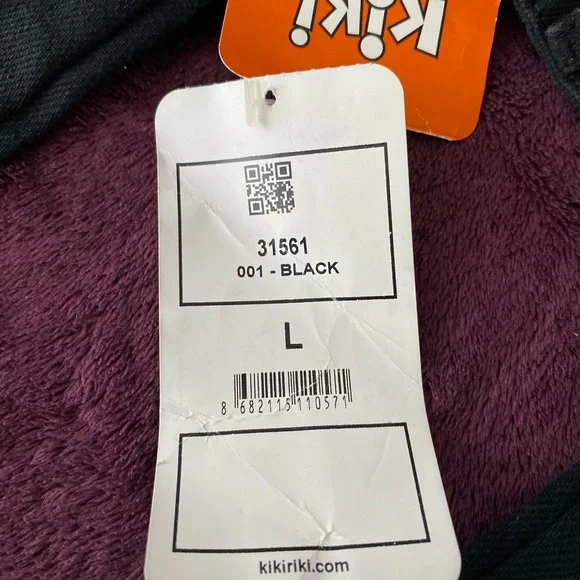 kiki
31561
001 - BLACK
L
8 682115 110571
kikiriki.com